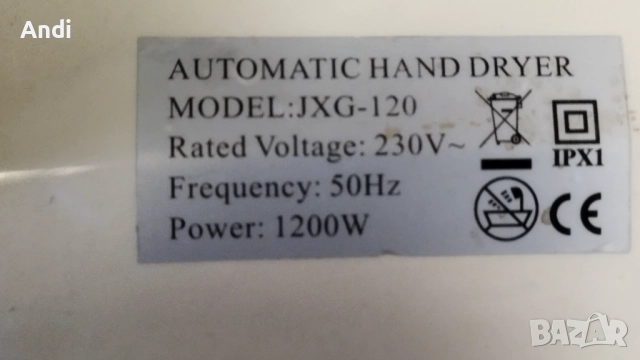 Andi
AUTOMATIC HAND DRYER
MODEL:JXG-120
Rated Voltage: 230V~
Frequency: 50Hz
Power: 1200W
IPX1
CE
BAZAR